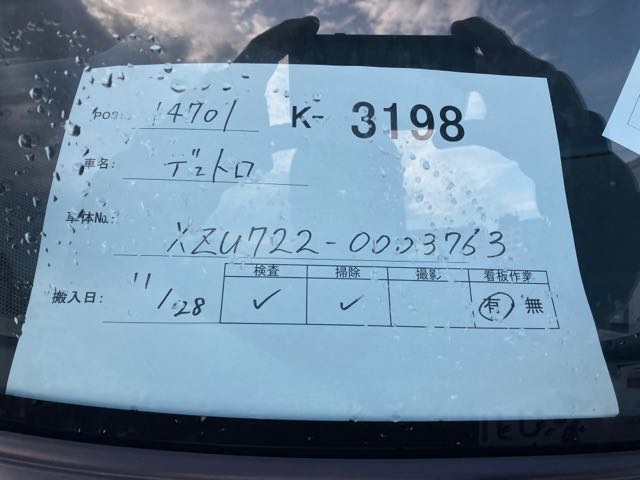 POS: 14701 K- 3198
車名: デュトロ
車体No.: XZU722-0003763
検査 掃除 撮影 看板作業
搬入日: 11/28 ✓ ✓ 有 無